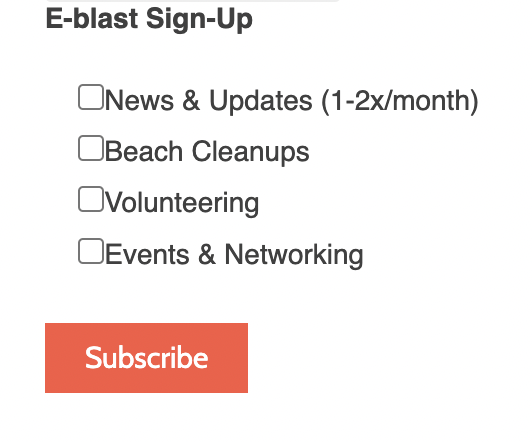 E-blast Sign-Up
News & Updates (1-2x/month)
Beach Cleanups
Volunteering
Events & Networking
Subscribe